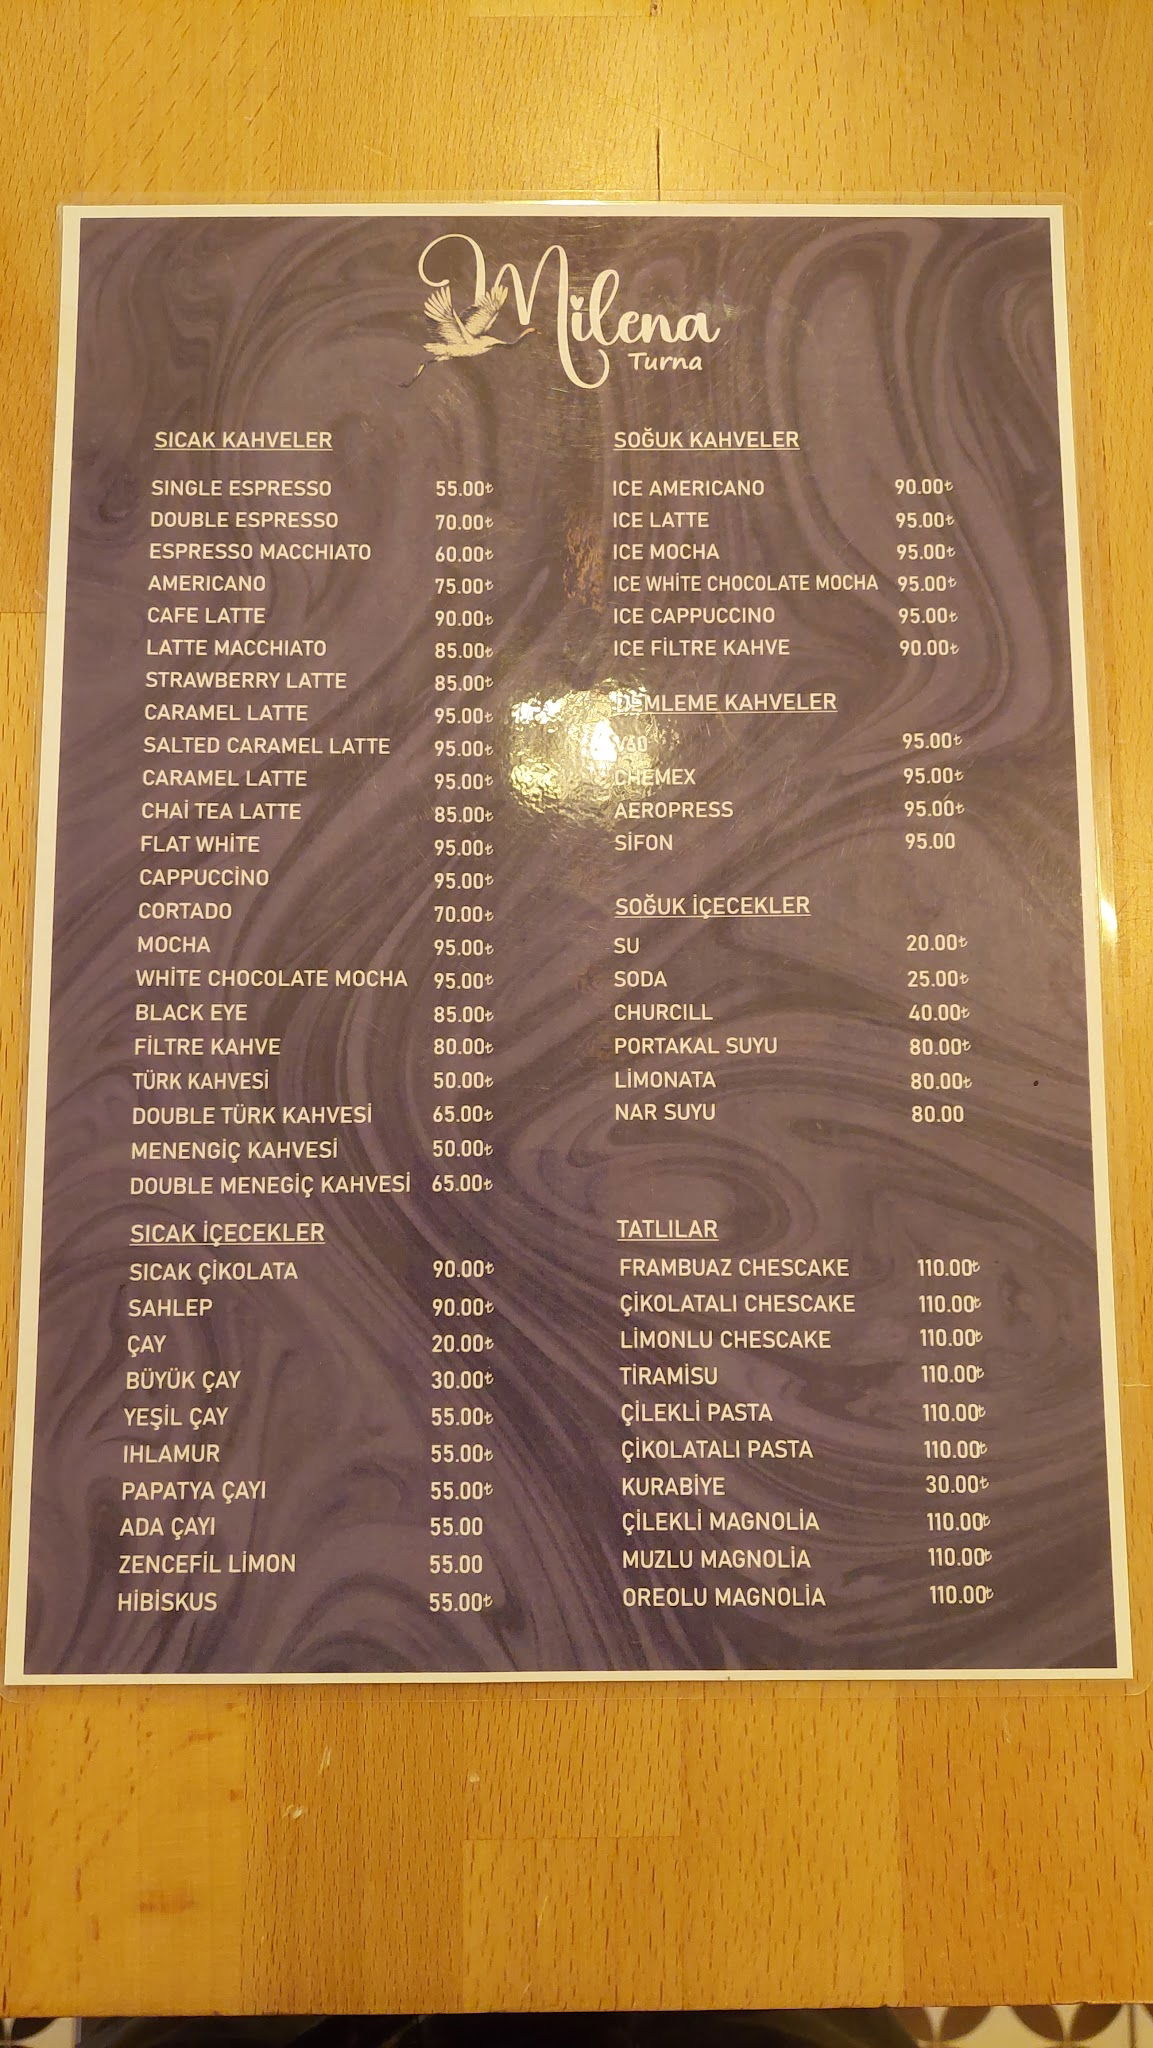 Milena
Turna
SICAK KAHVELER
SINGLE ESPRESSO 55.00₺
DOUBLE ESPRESSO 70.00₺
ESPRESSO MACCHIATO 60.00₺
AMERICANO 75.00₺
CAFE LATTE 90.00₺
LATTE MACCHIATO 85.00₺
STRAWBERRY LATTE 85.00₺
CARAMEL LATTE 95.00₺
SALTED CARAMEL LATTE 95.00₺
CARAMEL LATTE 95.00₺
CHAİ TEA LATTE 85.00₺
FLAT WHİTE 95.00₺
CAPPUCCİNO 95.00₺
CORTADO 70.00₺
MOCHA 95.00₺
WHİTE CHOCOLATE MOCHA 95.00₺
BLACK EYE 85.00₺
FİLTRE KAHVE 80.00₺
TÜRK KAHVESİ 50.00₺
DOUBLE TÜRK KAHVESİ 65.00₺
MENENGİÇ KAHVESİ 50.00₺
DOUBLE MENEGİÇ KAHVESİ 65.00₺
SICAK İÇECEKLER
SICAK ÇİKOLATA 90.00₺
SAHLEP 90.00₺
ÇAY 20.00₺
BÜYÜK ÇAY 30.00₺
YEŞİL ÇAY 55.00₺
IHLAMUR 55.00₺
PAPATYA ÇAYI 55.00₺
ADA ÇAYI 55.00
ZENCEFİL LİMON 55.00
HİBİSKUS 55.00₺
SOĞUK KAHVELER
ICE AMERICANO 90.00₺
ICE LATTE 95.00₺
ICE MOCHA 95.00₺
ICE WHİTE CHOCOLATE MOCHA 95.00₺
ICE CAPPUCCINO 95.00₺
ICE FİLTRE KAHVE 90.00₺
DEMLEME KAHVELER
V60 95.00₺
CHEMEX 95.00₺
AEROPRESS 95.00₺
SİFON 95.00
SOĞUK İÇECEKLER
SU 20.00₺
SODA 25.00₺
CHURCILL 40.00₺
PORTAKAL SUYU 80.00₺
LİMONATA 80.00₺
NAR SUYU 80.00
TATLILAR
FRAMBUAZ CHESCAKE 110.00₺
ÇİKOLATALI CHESCAKE 110.00₺
LİMONLU CHESCAKE 110.00₺
TİRAMİSU 110.00₺
ÇİLEKLİ PASTA 110.00₺
ÇİKOLATALI PASTA 110.00₺
KURABİYE 30.00₺
ÇİLEKLİ MAGNOLİA 110.00₺
MUZLU MAGNOLİA 110.00₺
OREOLU MAGNOLİA 110.00₺